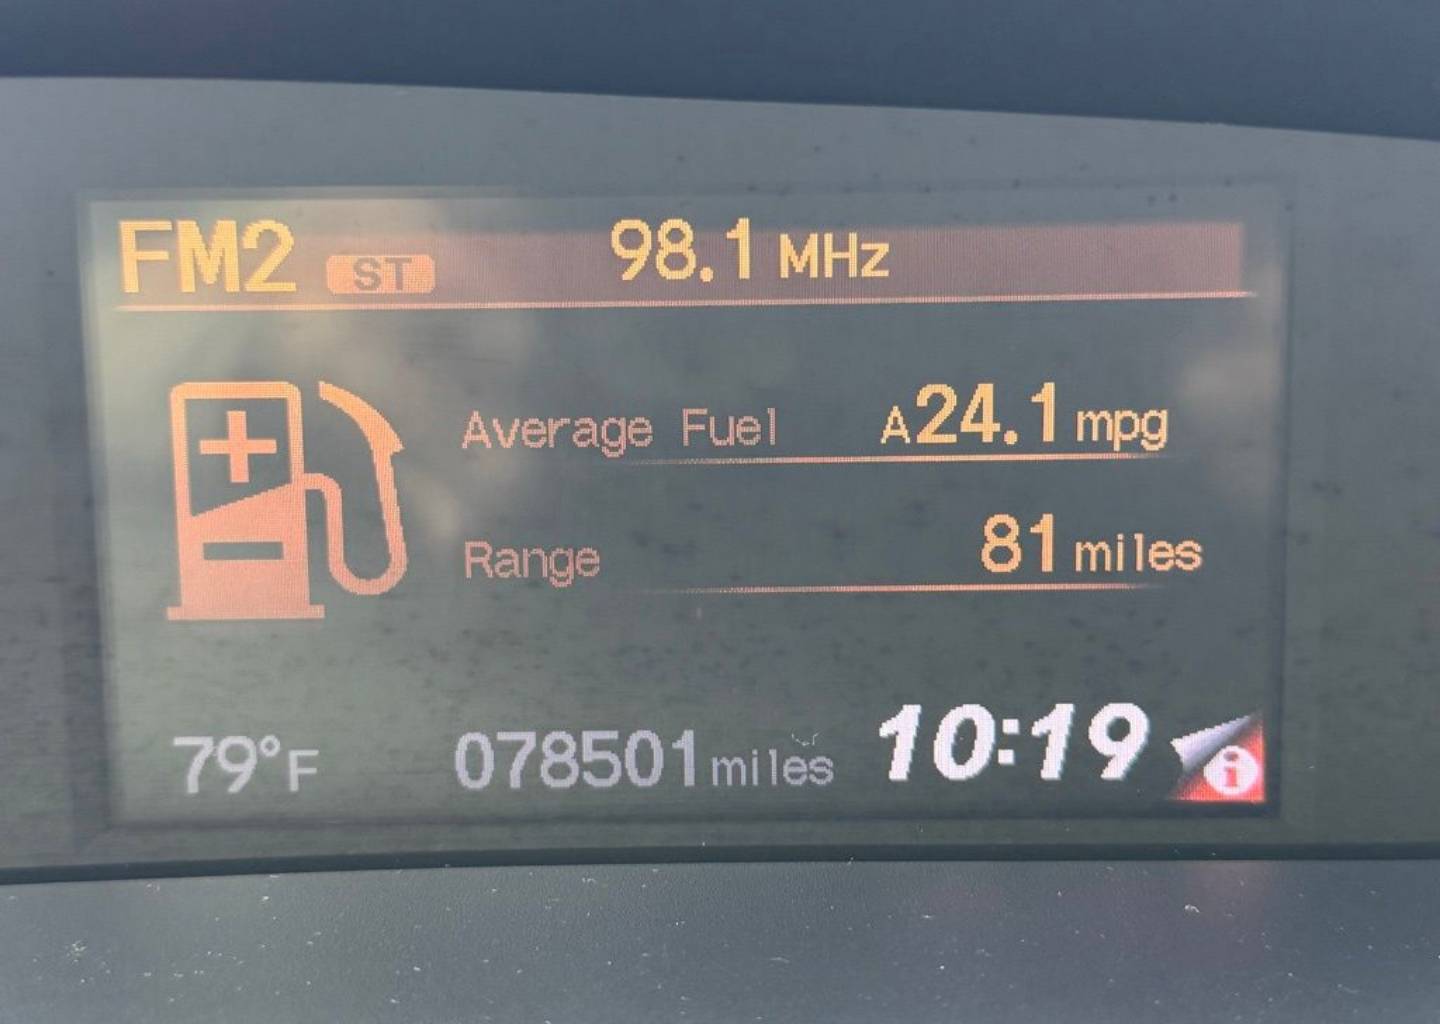 FM2 ST 98.1 MHz
Average Fuel A24.1 mpg
Range 81 miles
79°F 078501 miles 10:19 i